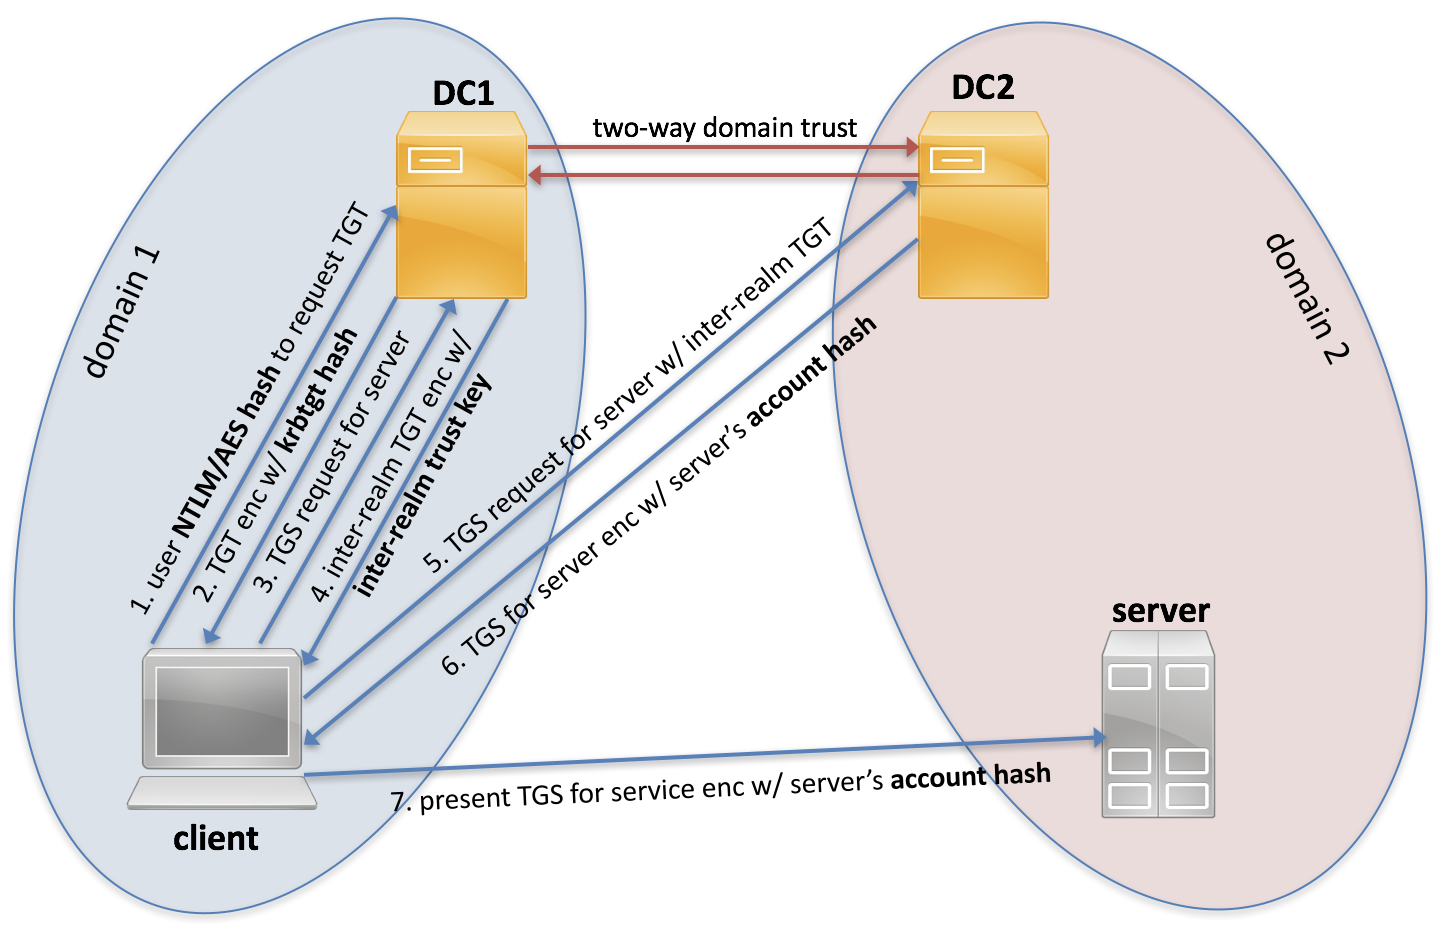 DC1
DC2
two-way domain trust
domain 1
domain 2
1. user NTLM/AES hash to request TGT
2. TGT enc w/ krbtgt hash
3. TGS request for server
4. inter-realm TGT enc w/
inter-realm trust key
5. TGS request for server w/ inter-realm TGT
6. TGS for server enc w/ server’s account hash
server
7. present TGS for service enc w/ server’s account hash
client